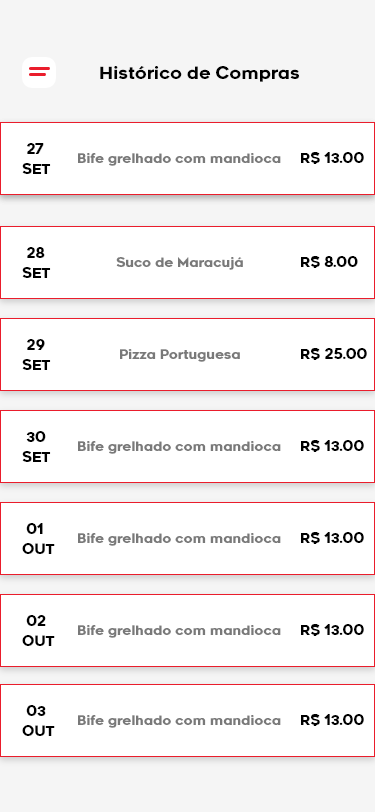 Histórico de Compras
27
SET
Bife grelhado com mandioca
R$ 13.00
28
SET
Suco de Maracujá
R$ 8.00
29
SET
Pizza Portuguesa
R$ 25.00
30
SET
Bife grelhado com mandioca
R$ 13.00
01
OUT
Bife grelhado com mandioca
R$ 13.00
02
OUT
Bife grelhado com mandioca
R$ 13.00
03
OUT
Bife grelhado com mandioca
R$ 13.00